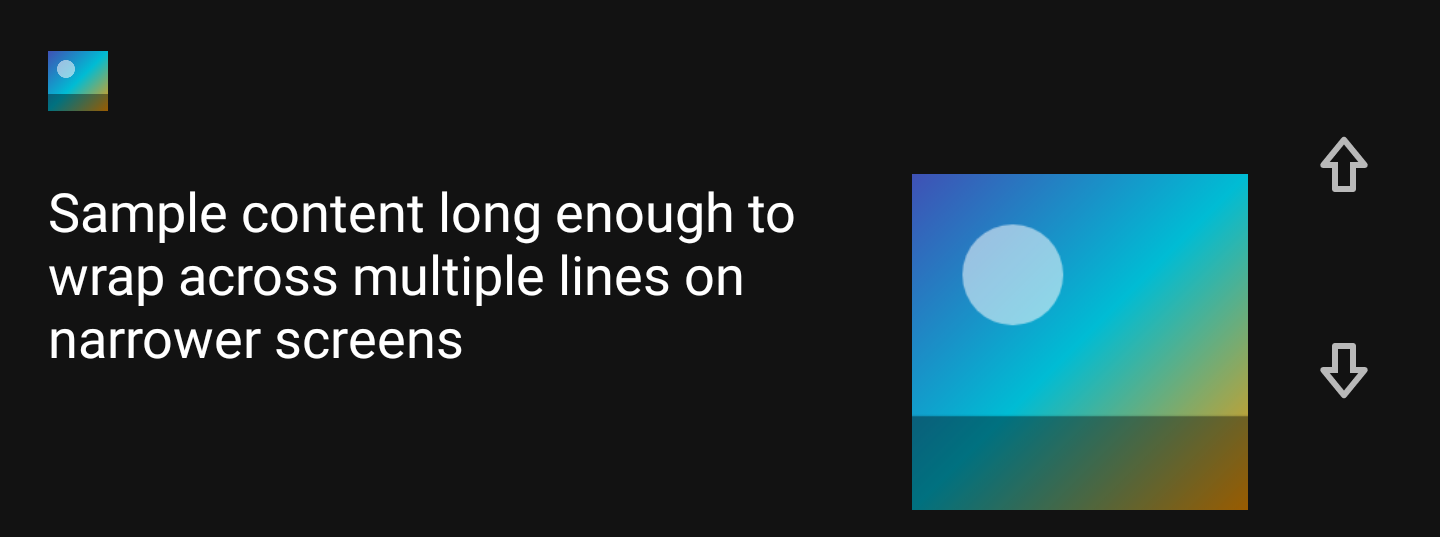 Sample content long enough to
wrap across multiple lines on
narrower screens